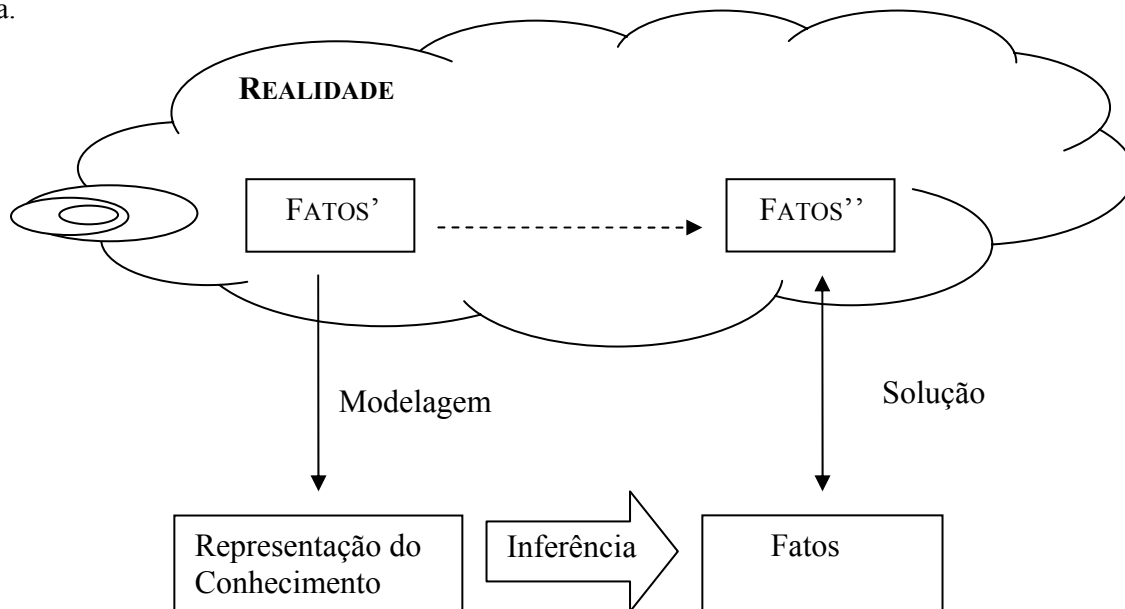 a.
REALIDADE
FATOS’
FATOS’’
Modelagem
Solução
Representação do
Conhecimento
Inferência
Fatos